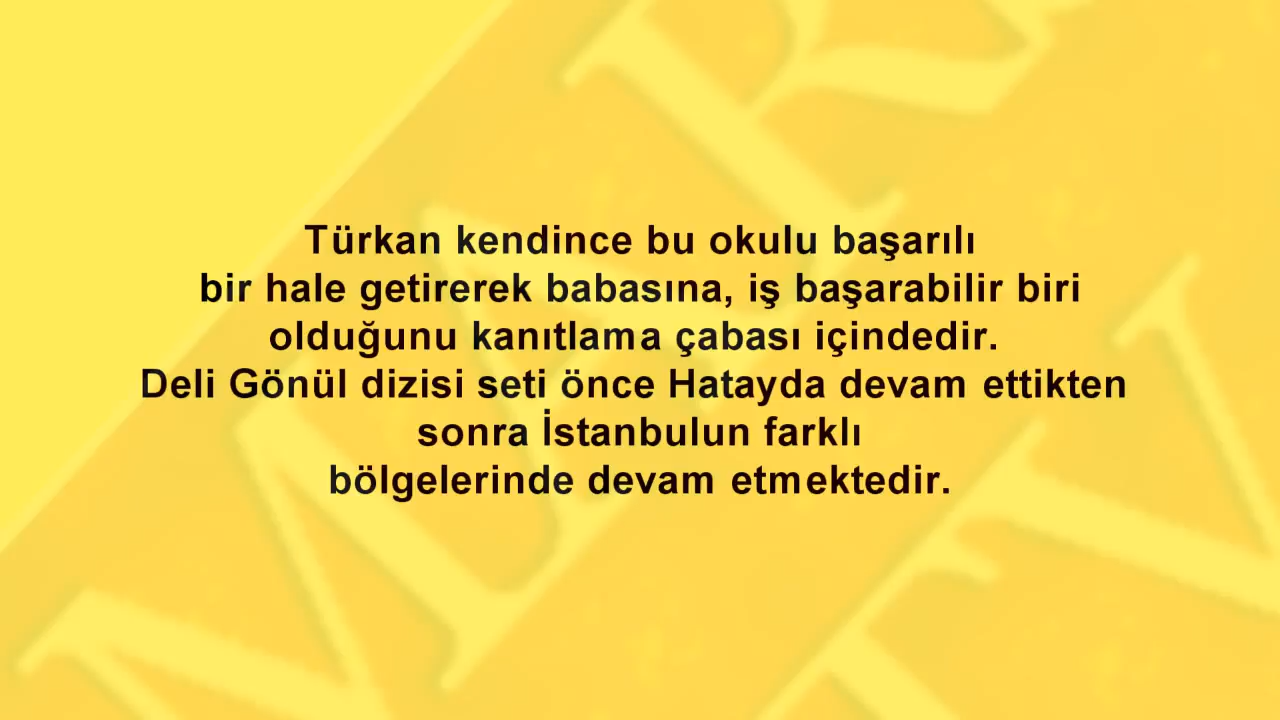 Türkan kendince bu okulu başarılı
bir hale getirerek babasına, iş başarabilir biri
olduğunu kanıtlama çabası içindedir.
Deli Gönül dizisi seti önce Hatayda devam ettikten
sonra İstanbulun farklı
bölgelerinde devam etmektedir.